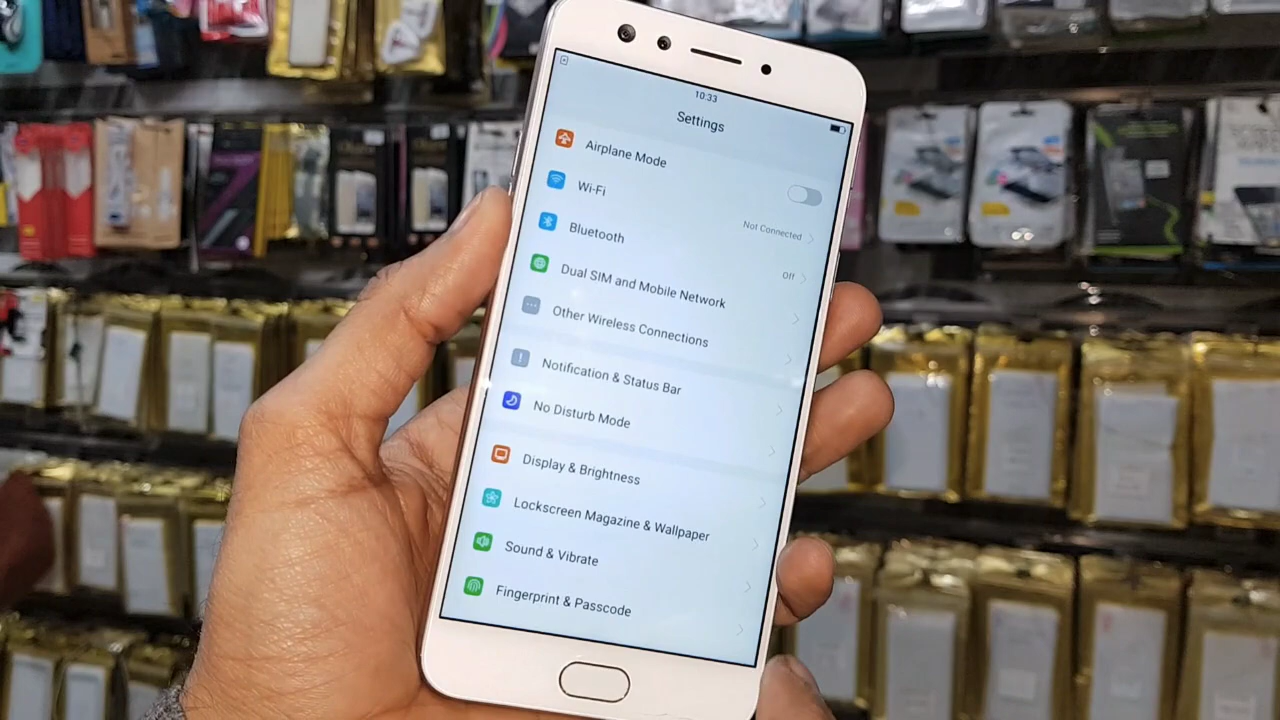 10:33
Settings
Airplane Mode
Wi-Fi
Not Connected
Bluetooth
Off
Dual SIM and Mobile Network
Other Wireless Connections
Notification & Status Bar
No Disturb Mode
Display & Brightness
Lockscreen Magazine & Wallpaper
Sound & Vibrate
Fingerprint & Passcode